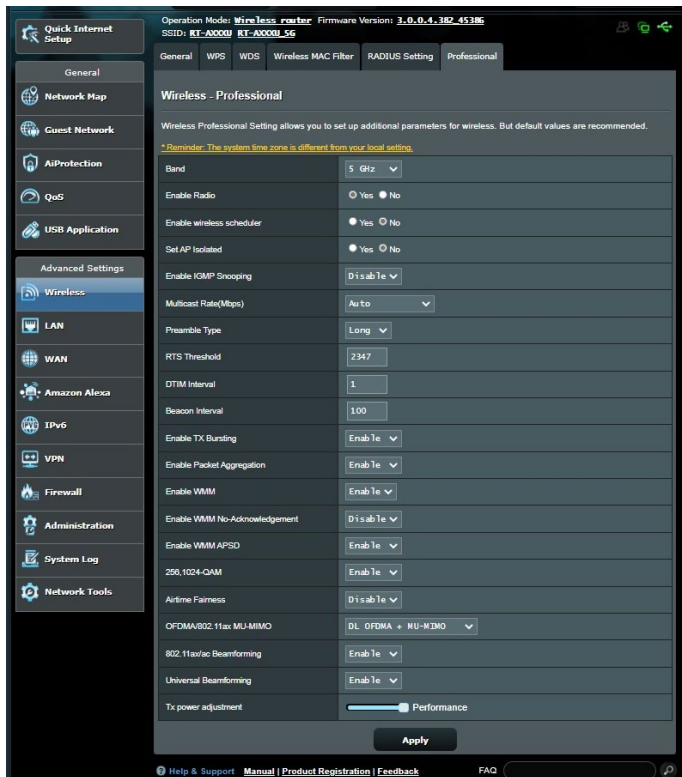 Quick Internet
Setup
Operation Mode: Wireless router Firmware Version: 3.0.0.4.382_45386
SSID: RT-AXXXU RT-AXXXU_5G
General WPS WDS Wireless MAC Filter RADIUS Setting Professional
General
Network Map
Guest Network
AiProtection
QoS
USB Application
Advanced Settings
Wireless
LAN
WAN
Amazon Alexa
IPv6
VPN
Firewall
Administration
System Log
Network Tools
Wireless - Professional
Wireless Professional Setting allows you to set up additional parameters for wireless. But default values are recommended.
* Reminder: The system time zone is different from your local setting.
Band 5 GHz
Enable Radio Yes No
Enable wireless scheduler Yes No
Set AP Isolated Yes No
Enable IGMP Snooping Disable
Multicast Rate(Mbps) Auto
Preamble Type Long
RTS Threshold 2347
DTIM Interval 1
Beacon Interval 100
Enable TX Bursting Enable
Enable Packet Aggregation Enable
Enable WMM Enable
Enable WMM No-Acknowledgement Disable
Enable WMM APSD Enable
256,1024-QAM Enable
Airtime Fairness Disable
OFDMA/802.11ax MU-MIMO DL OFDMA + MU-MIMO
802.11ax/ac Beamforming Enable
Universal Beamforming Enable
Tx power adjustment Performance
Apply
Help & Support Manual | Product Registration | Feedback FAQ